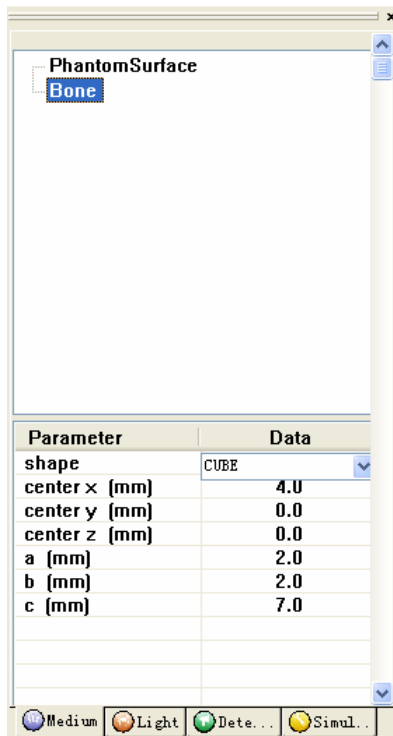 PhantomSurface
Bone
Parameter Data
shape CUBE
center x (mm) 4.0
center y (mm) 0.0
center z (mm) 0.0
a (mm) 2.0
b (mm) 2.0
c (mm) 7.0
Medium Light Dete... Simul..